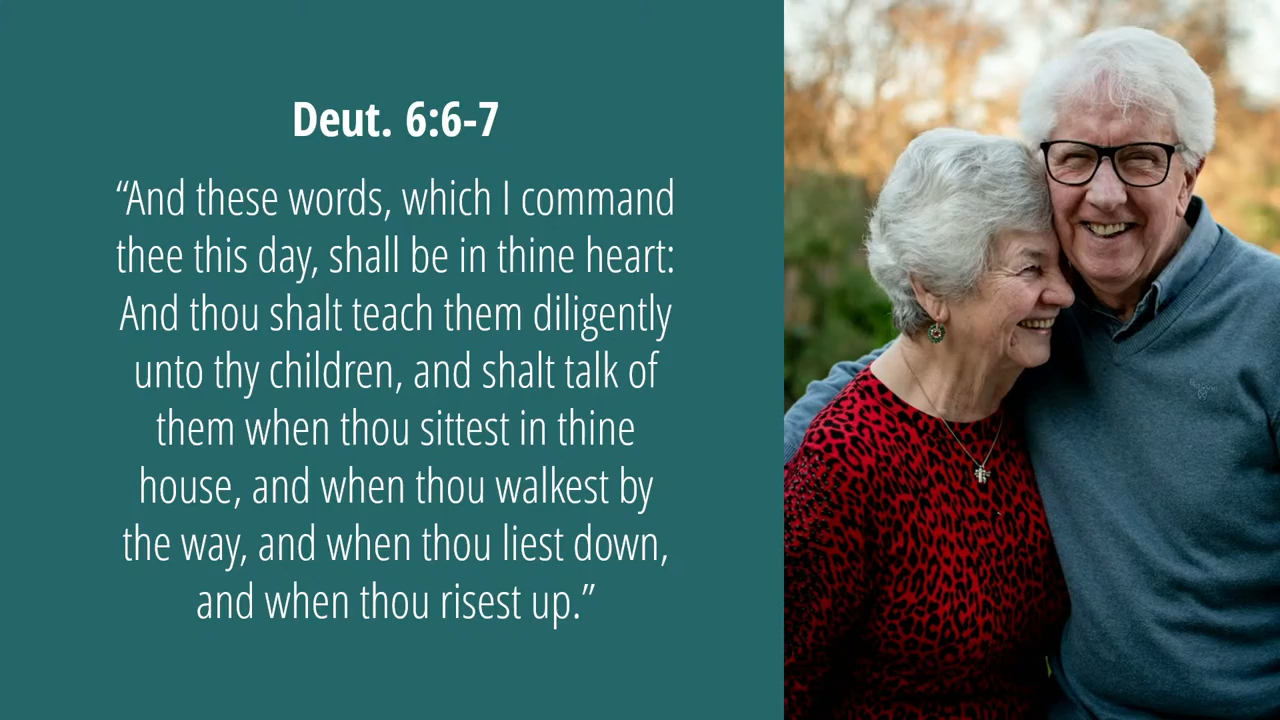 Deut. 6:6-7
“And these words, which I command
thee this day, shall be in thine heart:
And thou shalt teach them diligently
unto thy children, and shalt talk of
them when thou sittest in thine
house, and when thou walkest by
the way, and when thou liest down,
and when thou risest up.”